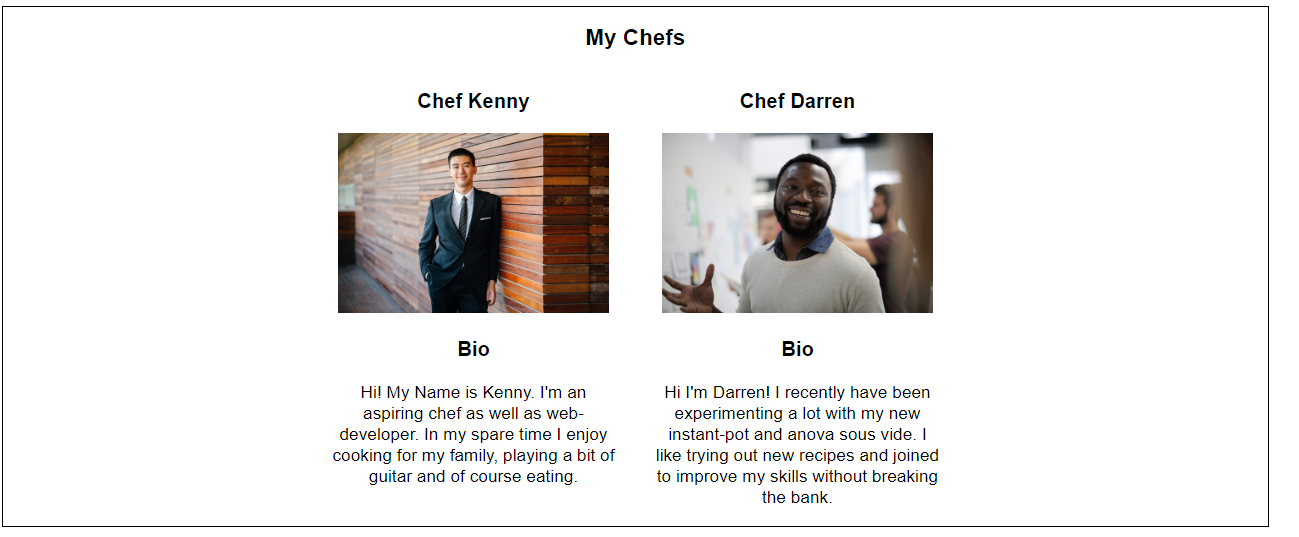 My Chefs
Chef Kenny
Chef Darren
Bio
Hi! My Name is Kenny. I'm an
aspiring chef as well as web-
developer. In my spare time I enjoy
cooking for my family, playing a bit of
guitar and of course eating.
Bio
Hi I'm Darren! I recently have been
experimenting a lot with my new
instant-pot and anova sous vide. I
like trying out new recipes and joined
to improve my skills without breaking
the bank.